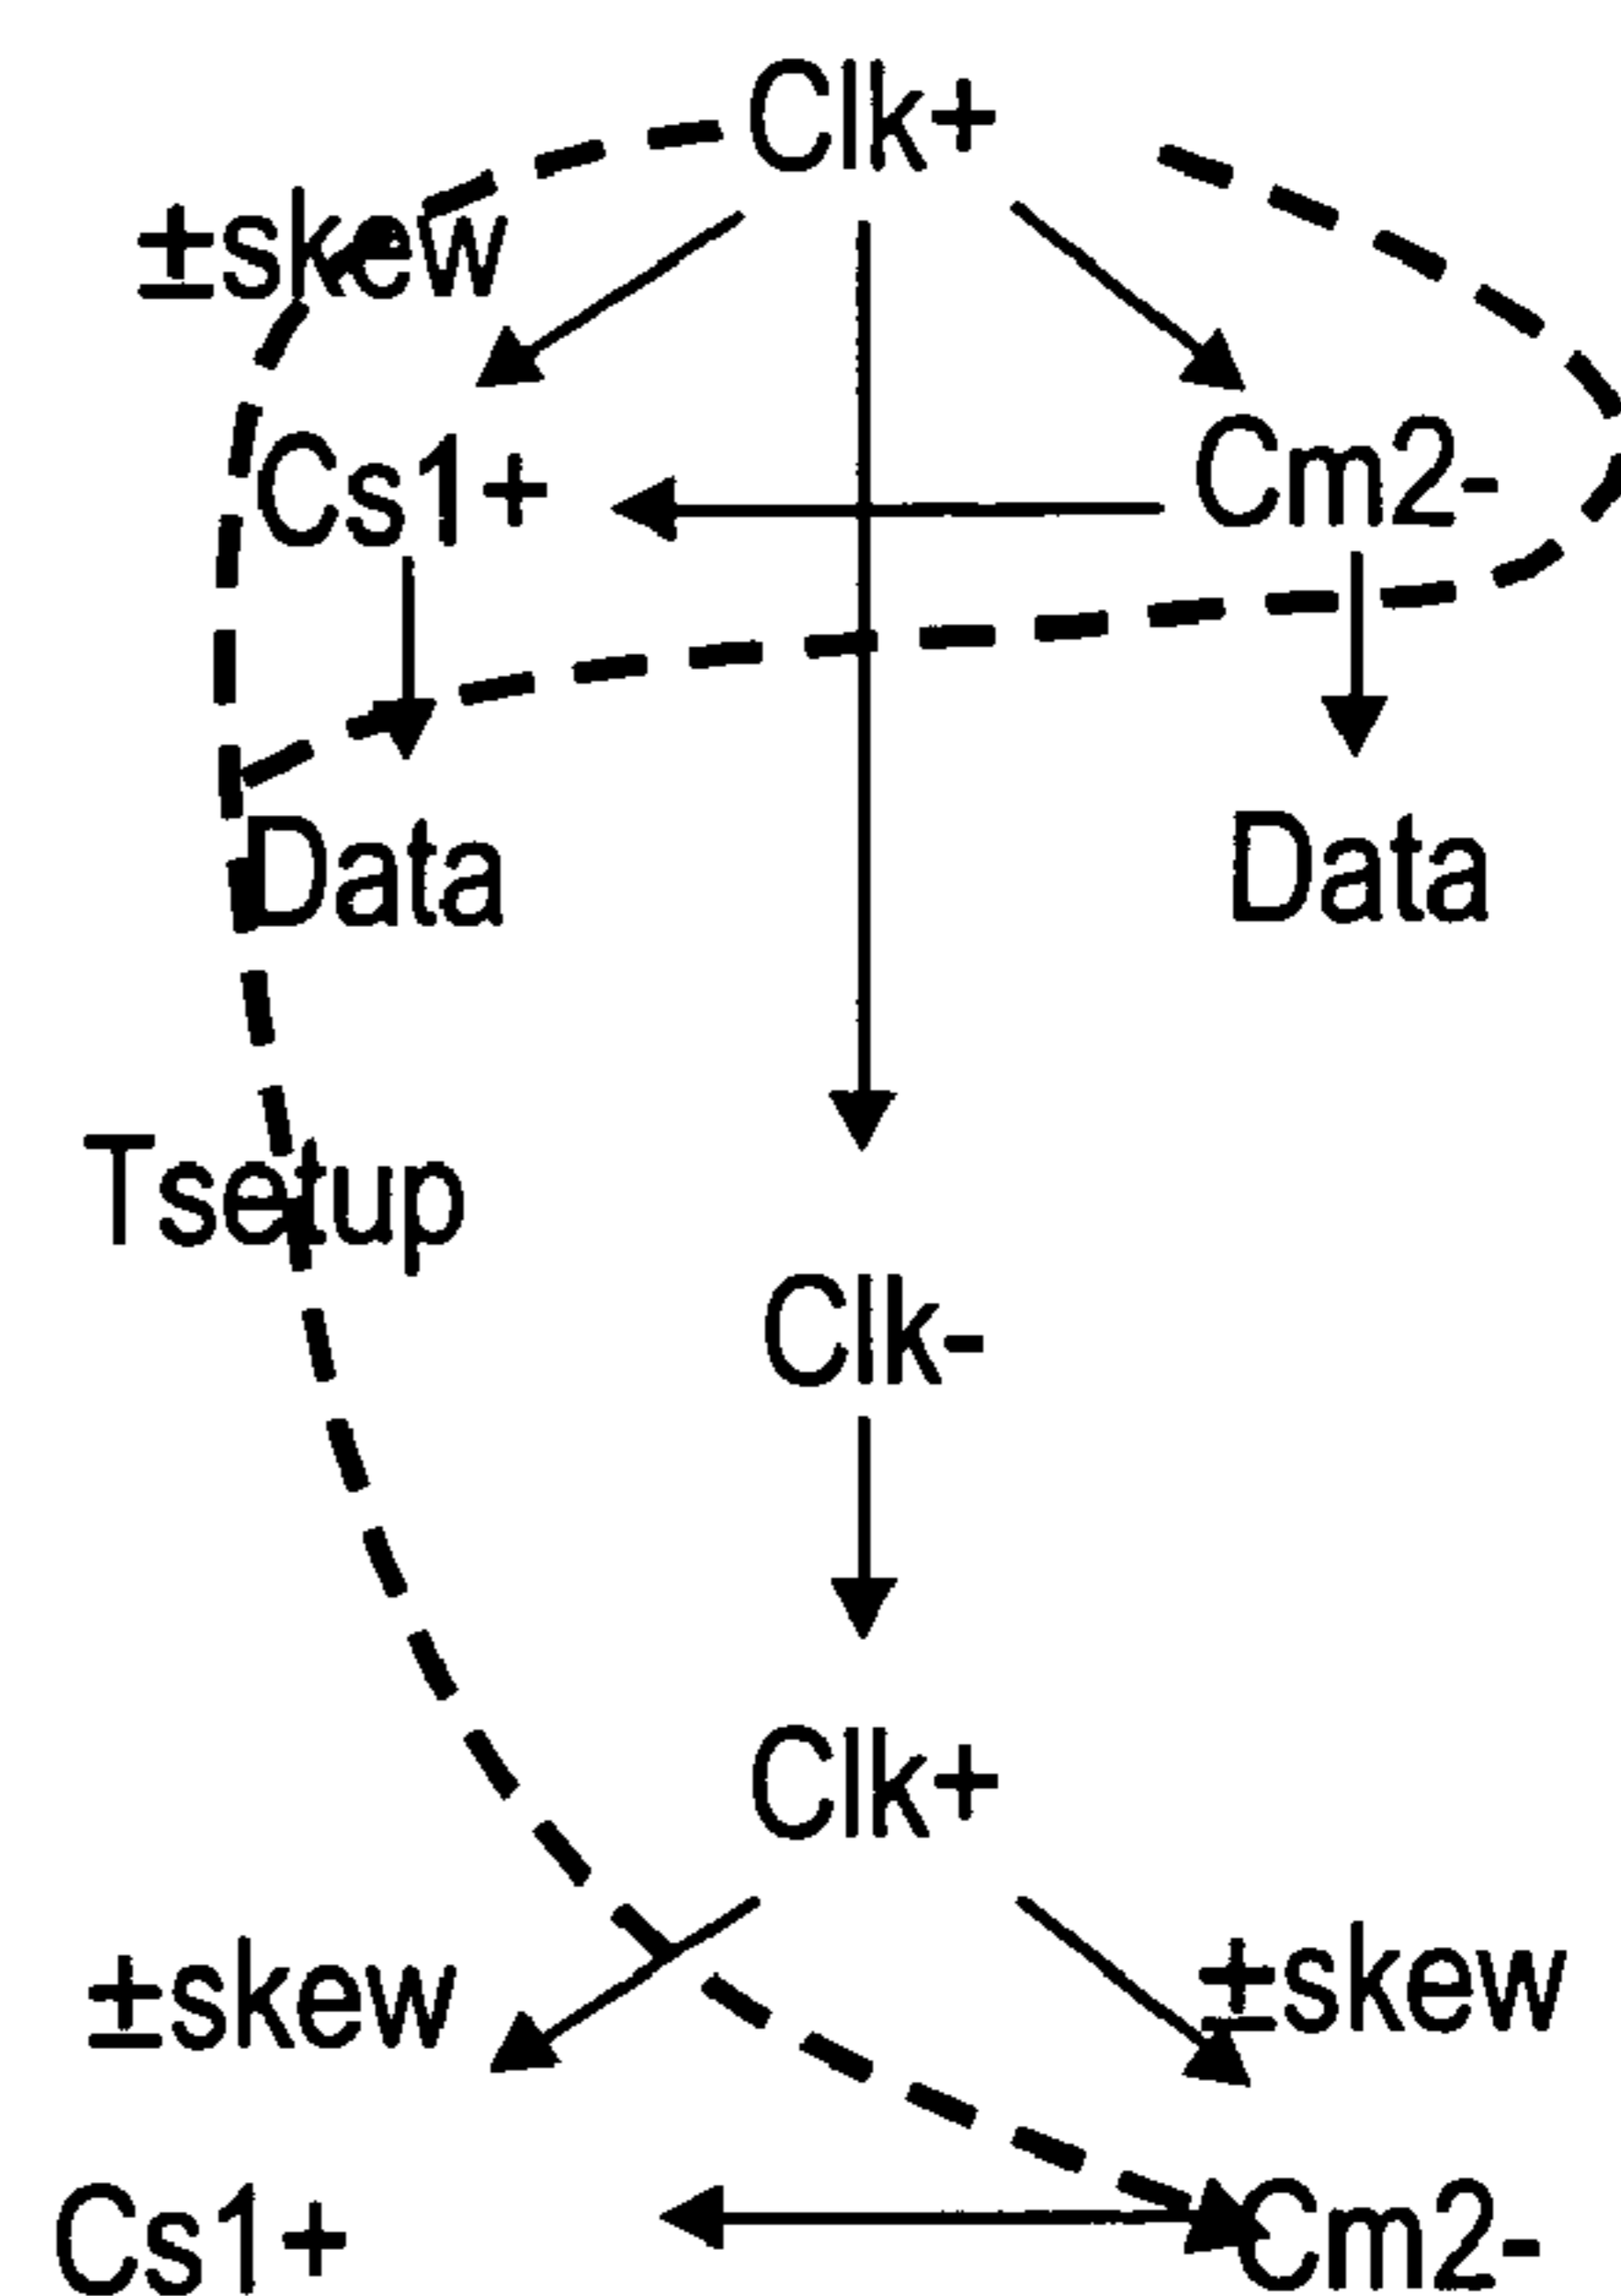 Clk+
±skew
Cs1+ Cm2-
Data Data
Tsetup
Clk-
Clk+
±skew ±skew
Cs1+ Cm2-